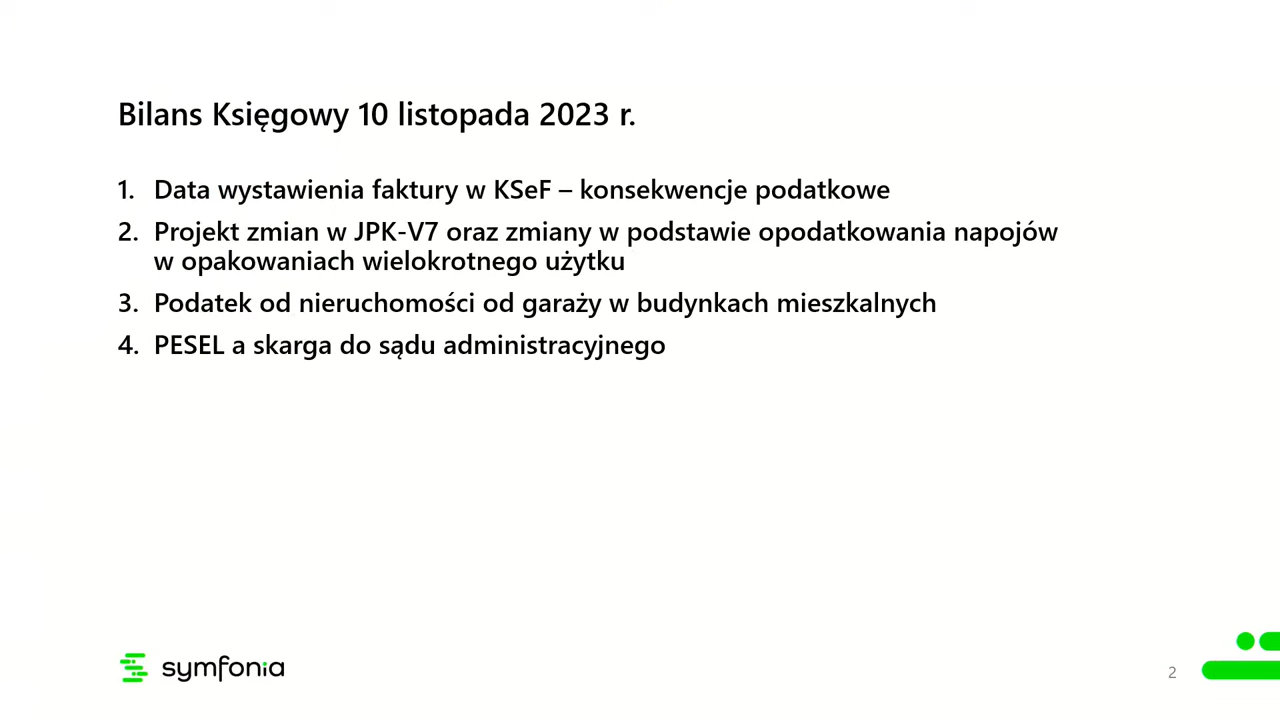 Bilans Księgowy 10 listopada 2023 r.
1. Data wystawienia faktury w KSeF – konsekwencje podatkowe
2. Projekt zmian w JPK-V7 oraz zmiany w podstawie opodatkowania napojów
w opakowaniach wielokrotnego użytku
3. Podatek od nieruchomości od garaży w budynkach mieszkalnych
4. PESEL a skarga do sądu administracyjnego
symfonia
2